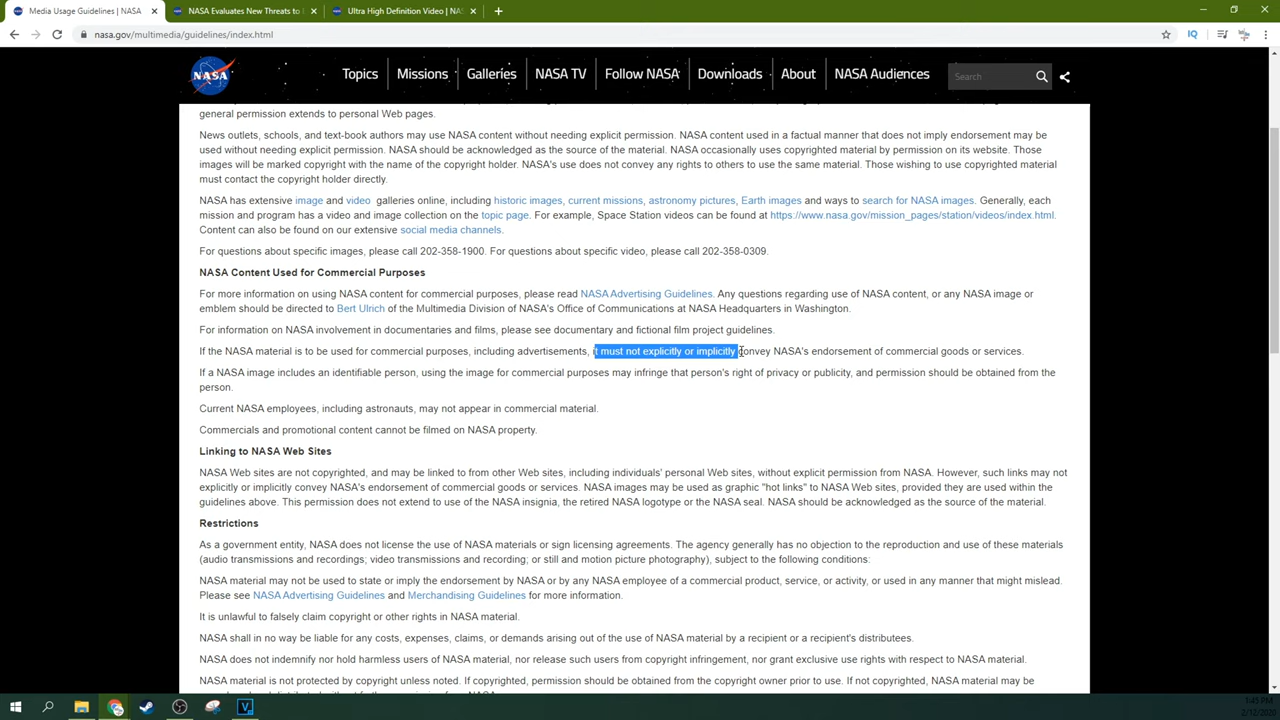 Media Usage Guidelines | NASA
NASA Evaluates New Threats to
Ultra High Definition Video | NAS
nasa.gov/multimedia/guidelines/index.html
IQ
NASA
Topics
Missions
Galleries
NASA TV
Follow NASA
Downloads
About
NASA Audiences
Search
general permission extends to personal Web pages.
News outlets, schools, and text-book authors may use NASA content without needing explicit permission. NASA content used in a factual manner that does not imply endorsement may be
used without needing explicit permission. NASA should be acknowledged as the source of the material. NASA occasionally uses copyrighted material by permission on its website. Those
images will be marked copyright with the name of the copyright holder. NASA's use does not convey any rights to others to use the same material. Those wishing to use copyrighted material
must contact the copyright holder directly.
NASA has extensive image and video galleries online, including historic images, current missions, astronomy pictures, Earth images and ways to search for NASA images. Generally, each
mission and program has a video and image collection on the topic page. For example, Space Station videos can be found at https://www.nasa.gov/mission_pages/station/videos/index.html.
Content can also be found on our extensive social media channels.
For questions about specific images, please call 202-358-1900. For questions about specific video, please call 202-358-0309.
NASA Content Used for Commercial Purposes
For more information on using NASA content for commercial purposes, please read NASA Advertising Guidelines. Any questions regarding use of NASA content, or any NASA image or
emblem should be directed to Bert Ulrich of the Multimedia Division of NASA's Office of Communications at NASA Headquarters in Washington.
For information on NASA involvement in documentaries and films, please see documentary and fictional film project guidelines.
If the NASA material is to be used for commercial purposes, including advertisements, it must not explicitly or implicitly convey NASA's endorsement of commercial goods or services.
If a NASA image includes an identifiable person, using the image for commercial purposes may infringe that person's right of privacy or publicity, and permission should be obtained from the
person.
Current NASA employees, including astronauts, may not appear in commercial material.
Commercials and promotional content cannot be filmed on NASA property.
Linking to NASA Web Sites
NASA Web sites are not copyrighted, and may be linked to from other Web sites, including individuals' personal Web sites, without explicit permission from NASA. However, such links may not
explicitly or implicitly convey NASA's endorsement of commercial goods or services. NASA images may be used as graphic "hot links" to NASA Web sites, provided they are used within the
guidelines above. This permission does not extend to use of the NASA insignia, the retired NASA logotype or the NASA seal. NASA should be acknowledged as the source of the material.
Restrictions
As a government entity, NASA does not license the use of NASA materials or sign licensing agreements. The agency generally has no objection to the reproduction and use of these materials
(audio transmissions and recordings; video transmissions and recording; or still and motion picture photography), subject to the following conditions:
NASA material may not be used to state or imply the endorsement by NASA or by any NASA employee of a commercial product, service, or activity, or used in any manner that might mislead.
Please see NASA Advertising Guidelines and Merchandising Guidelines for more information.
It is unlawful to falsely claim copyright or other rights in NASA material.
NASA shall in no way be liable for any costs, expenses, claims, or demands arising out of the use of NASA material by a recipient or a recipient's distributees.
NASA does not indemnify nor hold harmless users of NASA material, nor release such users from copyright infringement, nor grant exclusive use rights with respect to NASA material.
NASA material is not protected by copyright unless noted. If copyrighted, permission should be obtained from the copyright owner prior to use. If not copyrighted, NASA material may be
V
1:45 PM